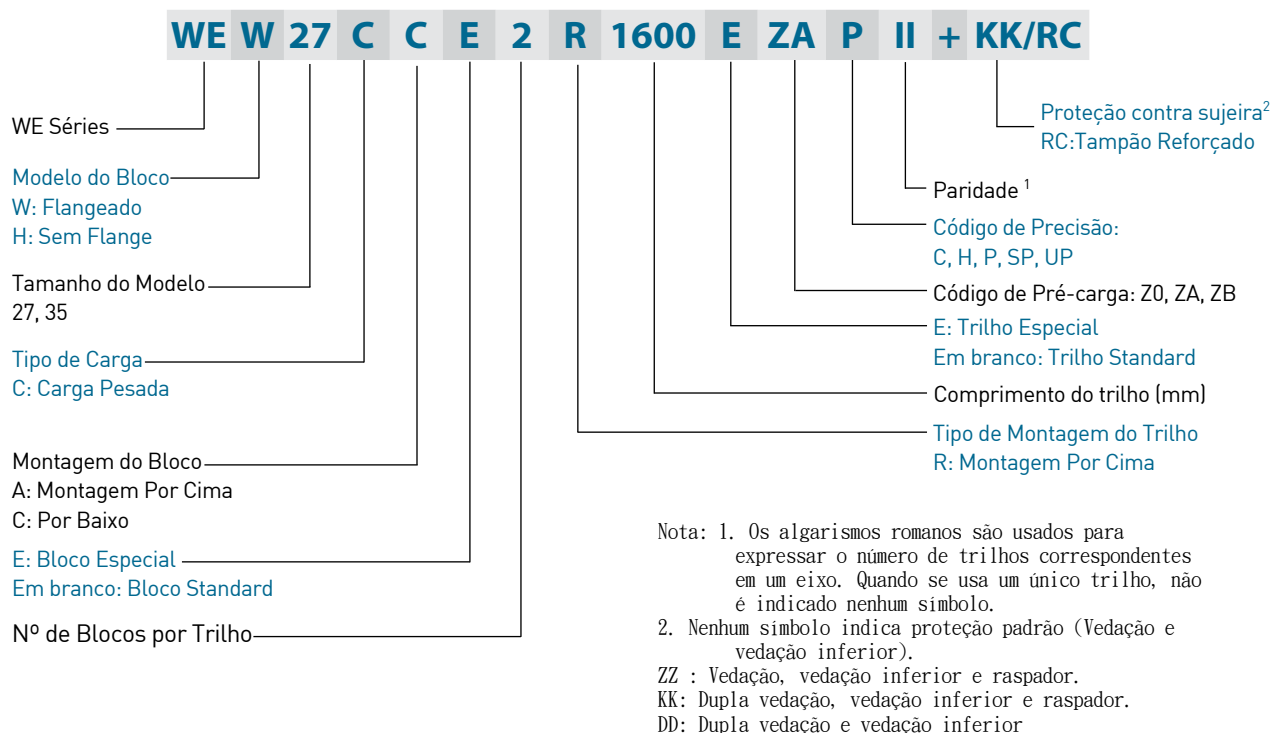 WE W 27 C C E 2 R 1600 E ZA P II + KK/RC
WE Séries
Modelo do Bloco
W: Flangeado
H: Sem Flange
Tamanho do Modelo
27, 35
Tipo de Carga
C: Carga Pesada
Montagem do Bloco
A: Montagem Por Cima
C: Por Baixo
E: Bloco Especial
Em branco: Bloco Standard
Nº de Blocos por Trilho
Proteção contra sujeira2
RC:Tampão Reforçado
Paridade 1
Código de Precisão:
C, H, P, SP, UP
Código de Pré-carga: Z0, ZA, ZB
E: Trilho Especial
Em branco: Trilho Standard
Comprimento do trilho (mm)
Tipo de Montagem do Trilho
R: Montagem Por Cima
Nota: 1. Os algarismos romanos são usados para
expressar o número de trilhos correspondentes
em um eixo. Quando se usa um único trilho, não
é indicado nenhum símbolo.
2. Nenhum símbolo indica proteção padrão (Vedação e
vedação inferior).
ZZ : Vedação, vedação inferior e raspador.
KK: Dupla vedação, vedação inferior e raspador.
DD: Dupla vedação e vedação inferior